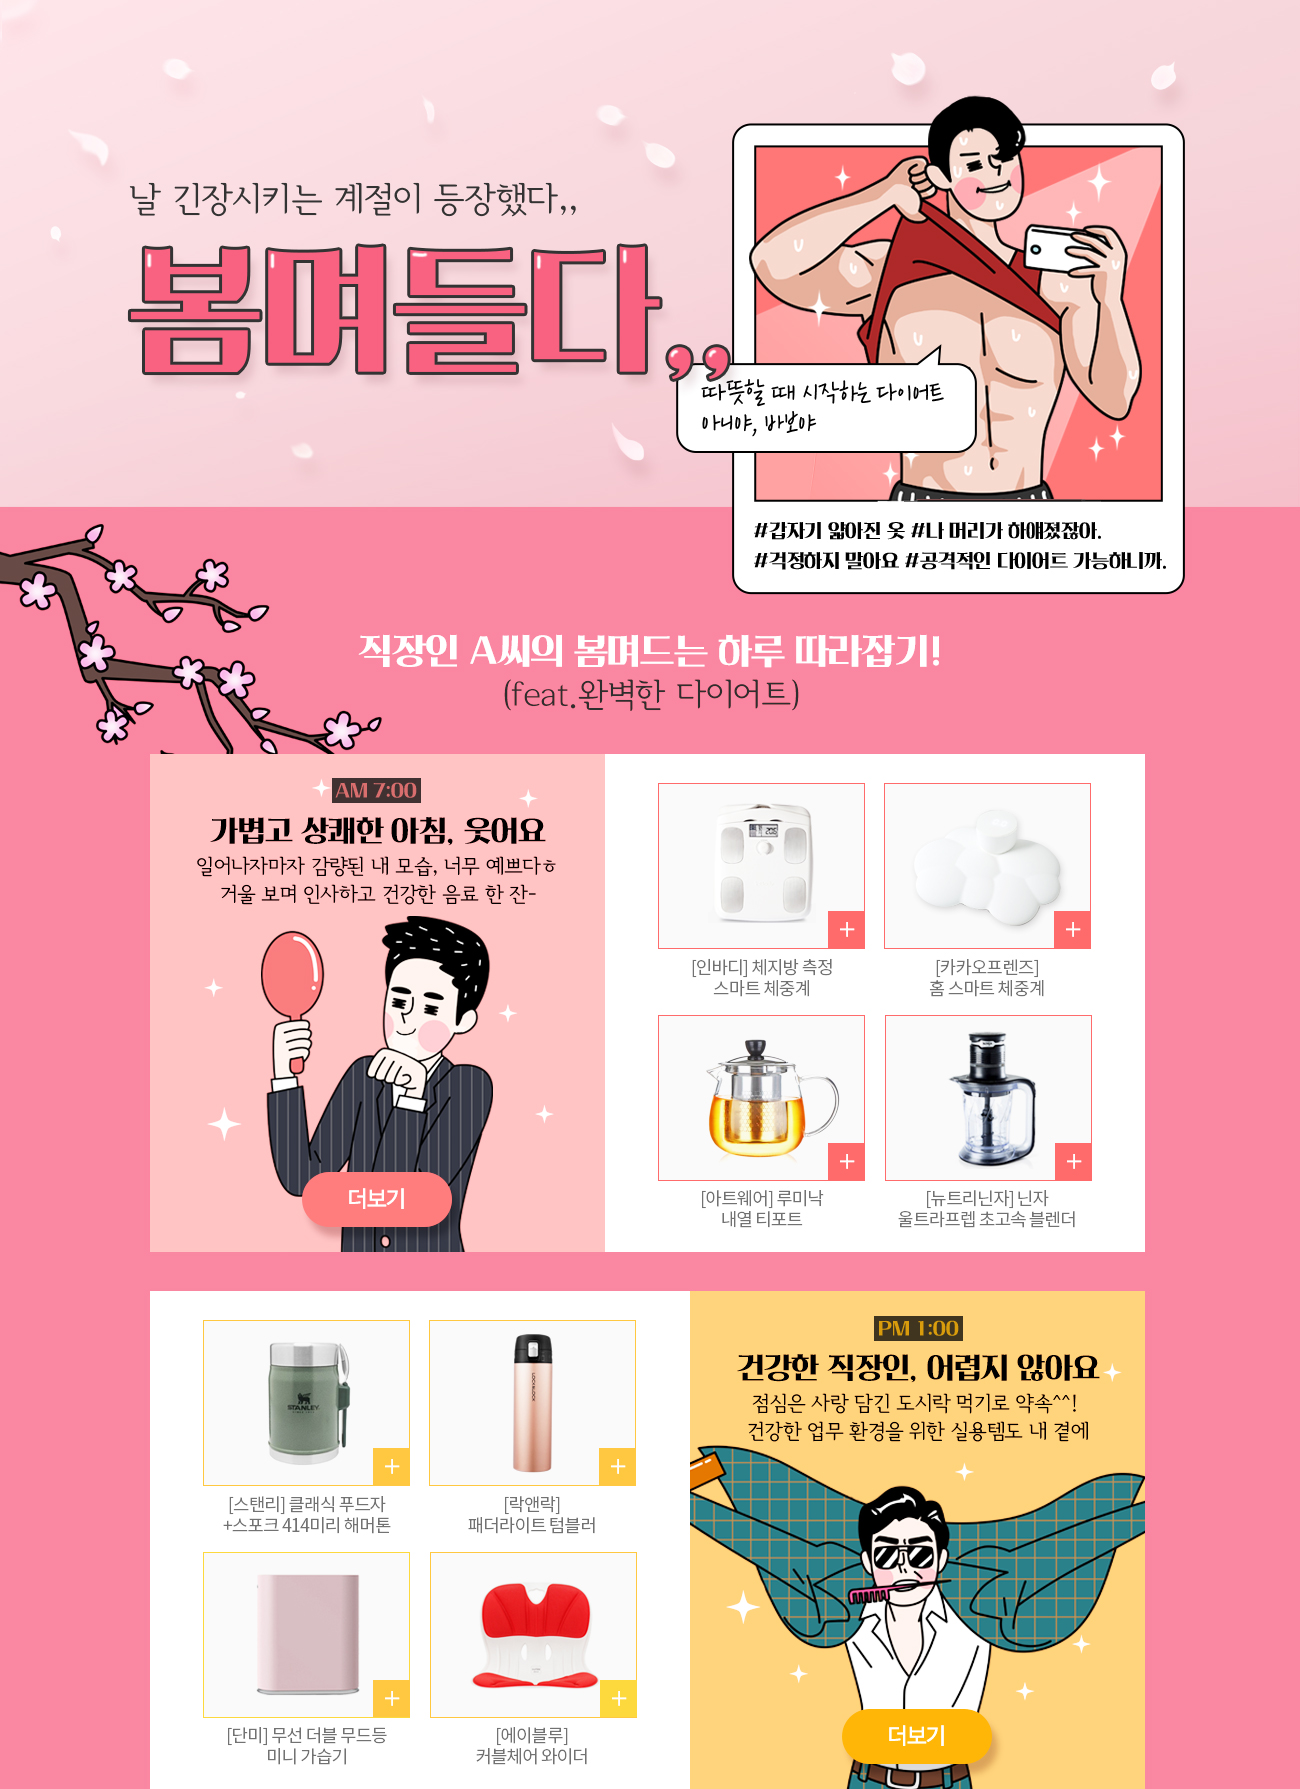 날 긴장시키는 계절이 등장했다,,
봄며들다,,
따뜻할 때 시작하는 다이어트
아니야, 바보야
#갑자기 얇아진 옷 #나 머리가 하얘졌잖아.
#걱정하지 말아요 #공격적인 다이어트 가능하니까.
직장인 A씨의 봄며드는 하루 따라잡기!
(feat.완벽한 다이어트)
AM 7:00
가볍고 상쾌한 아침, 웃어요
일어나자마자 감량된 내 모습, 너무 예쁘다ㅎ
거울 보며 인사하고 건강한 음료 한 잔-
더보기
[인바디] 체지방 측정
스마트 체중계
[카카오프렌즈]
홈 스마트 체중계
[아트웨어] 루미낙
내열 티포트
[뉴트리닌자] 닌자
울트라프렙 초고속 블렌더
STANLEY
[스탠리] 클래식 푸드자
+스포크 414미리 해머톤
LOCK&LOCK
[락앤락]
패더라이트 텀블러
[단미] 무선 더블 무드등
미니 가습기
[에이블루]
커블체어 와이더
PM 1:00
건강한 직장인, 어렵지 않아요
점심은 사랑 담긴 도시락 먹기로 약속^^!
건강한 업무 환경을 위한 실용템도 내 곁에
더보기